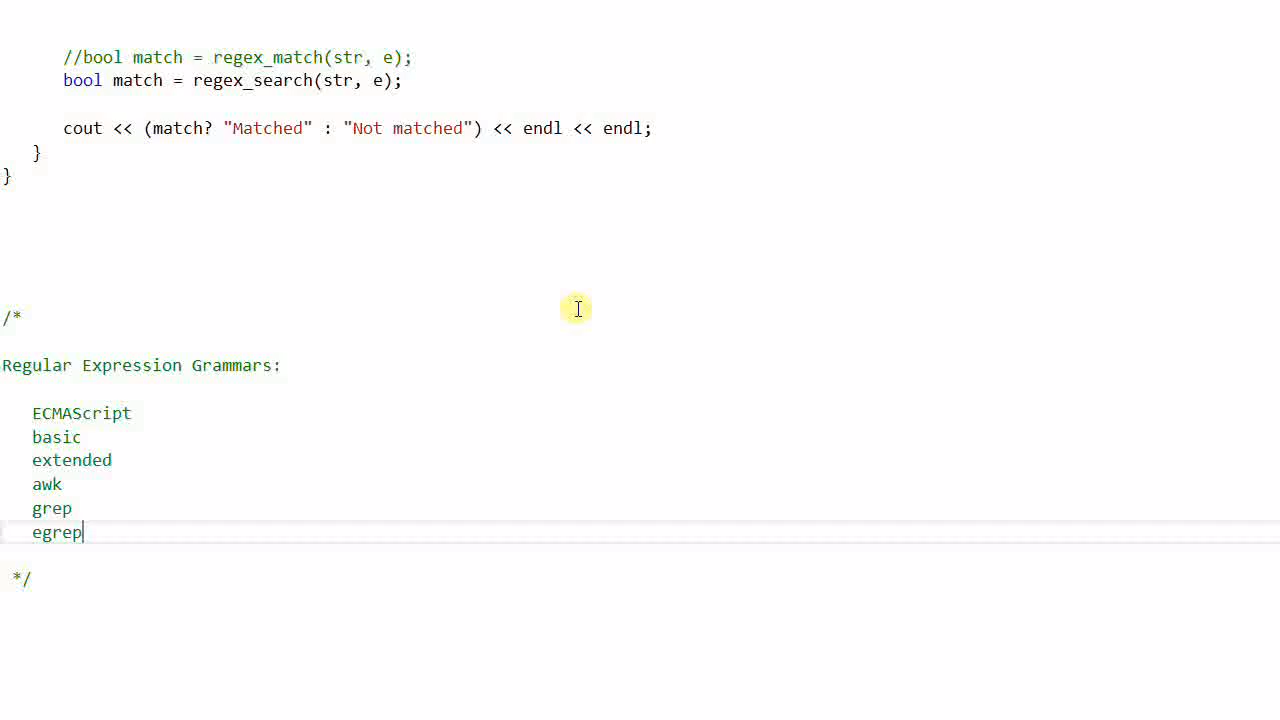 //bool match = regex_match(str, e);
bool match = regex_search(str, e);
cout << (match? "Matched" : "Not matched") << endl << endl;
}
}
/*
Regular Expression Grammars:
ECMAScript
basic
extended
awk
grep
egrep
*/